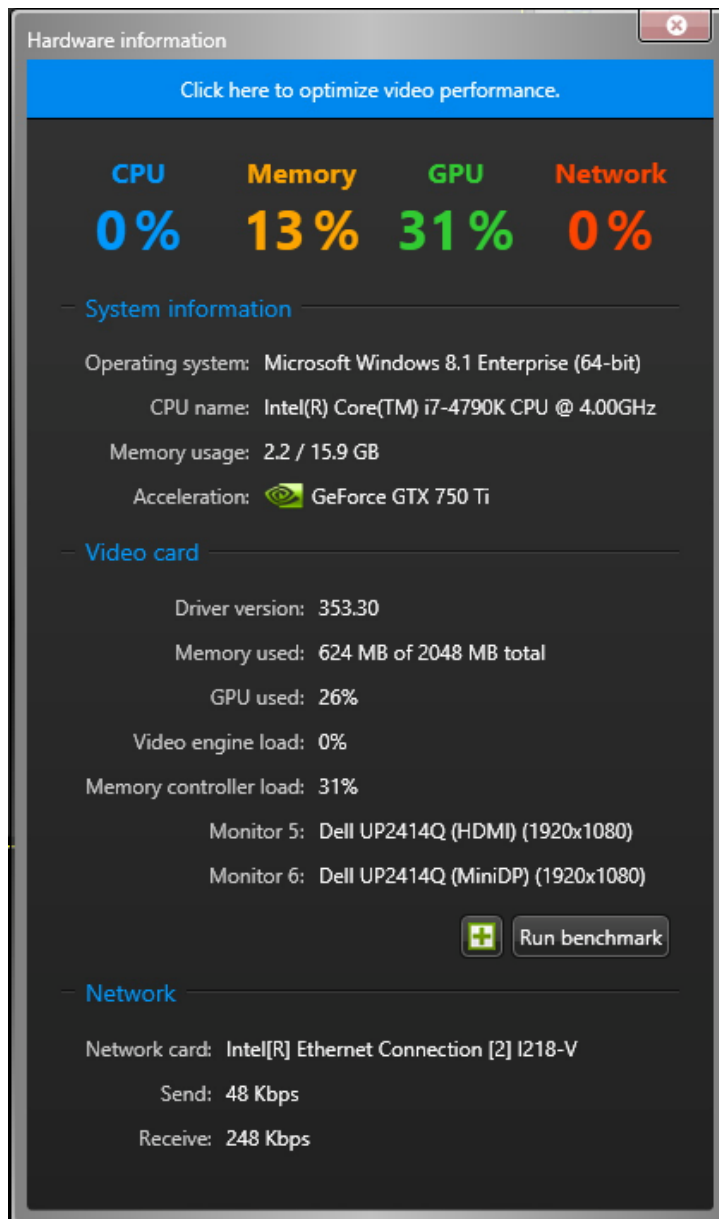 Hardware information
Click here to optimize video performance.
CPU Memory GPU Network
0 % 13 % 31 % 0 %
System information
Operating system: Microsoft Windows 8.1 Enterprise (64-bit)
CPU name: Intel(R) Core(TM) i7-4790K CPU @ 4.00GHz
Memory usage: 2.2 / 15.9 GB
Acceleration: GeForce GTX 750 Ti
Video card
Driver version: 353.30
Memory used: 624 MB of 2048 MB total
GPU used: 26%
Video engine load: 0%
Memory controller load: 31%
Monitor 5: Dell UP2414Q (HDMI) (1920x1080)
Monitor 6: Dell UP2414Q (MiniDP) (1920x1080)
Run benchmark
Network
Network card: Intel[R] Ethernet Connection [2] I218-V
Send: 48 Kbps
Receive: 248 Kbps